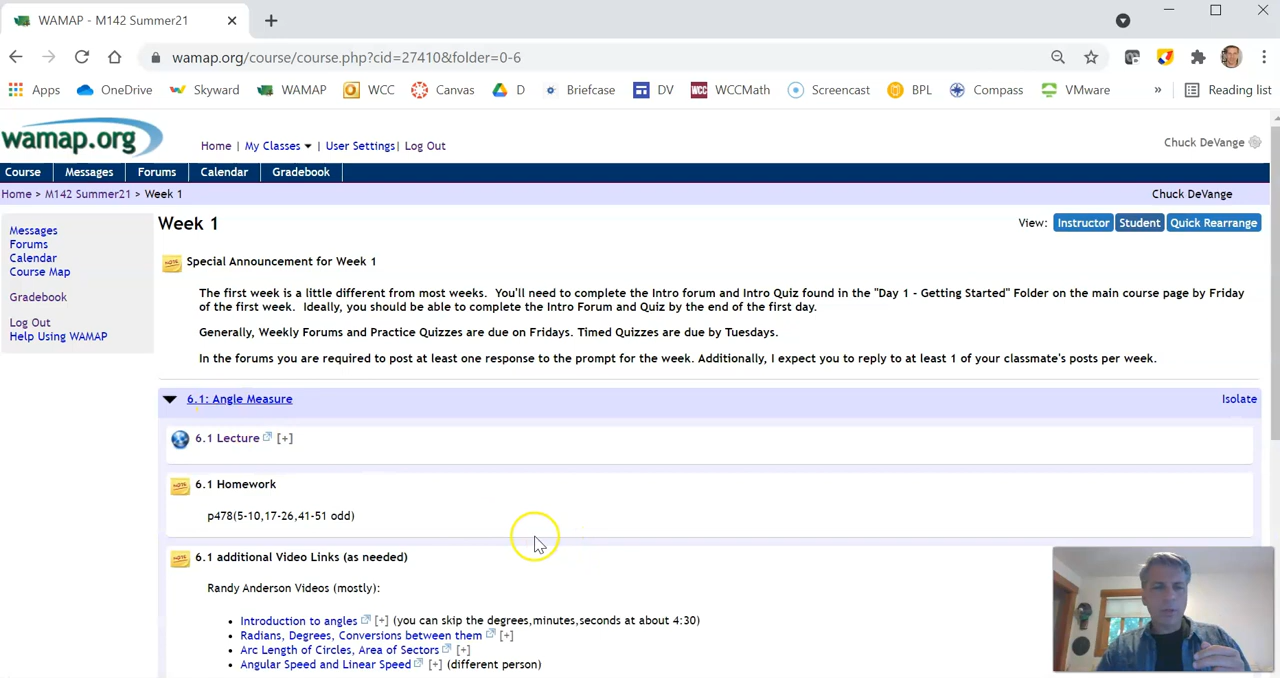 WAMAP - M142 Summer21
wamap.org/course/course.php?cid=27410&folder=0-6
Apps OneDrive Skyward WAMAP WCC Canvas D Briefcase DV WCCMath Screencast BPL Compass VMware » Reading list
wamap.org
Home | My Classes | User Settings | Log Out
Chuck DeVange
Course Messages Forums Calendar Gradebook
Home > M142 Summer21 > Week 1
Chuck DeVange
Messages
Forums
Calendar
Course Map
Gradebook
Log Out
Help Using WAMAP
Week 1
View: Instructor Student Quick Rearrange
NOTE Special Announcement for Week 1
The first week is a little different from most weeks. You'll need to complete the Intro forum and Intro Quiz found in the "Day 1 - Getting Started" Folder on the main course page by Friday
of the first week. Ideally, you should be able to complete the Intro Forum and Quiz by the end of the first day.
Generally, Weekly Forums and Practice Quizzes are due on Fridays. Timed Quizzes are due by Tuesdays.
In the forums you are required to post at least one response to the prompt for the week. Additionally, I expect you to reply to at least 1 of your classmate's posts per week.
6.1: Angle Measure
Isolate
6.1 Lecture [+]
NOTE 6.1 Homework
p478(5-10,17-26,41-51 odd)
NOTE 6.1 additional Video Links (as needed)
Randy Anderson Videos (mostly):
• Introduction to angles [+] (you can skip the degrees,minutes,seconds at about 4:30)
• Radians, Degrees, Conversions between them [+]
• Arc Length of Circles, Area of Sectors [+]
• Angular Speed and Linear Speed [+] (different person)